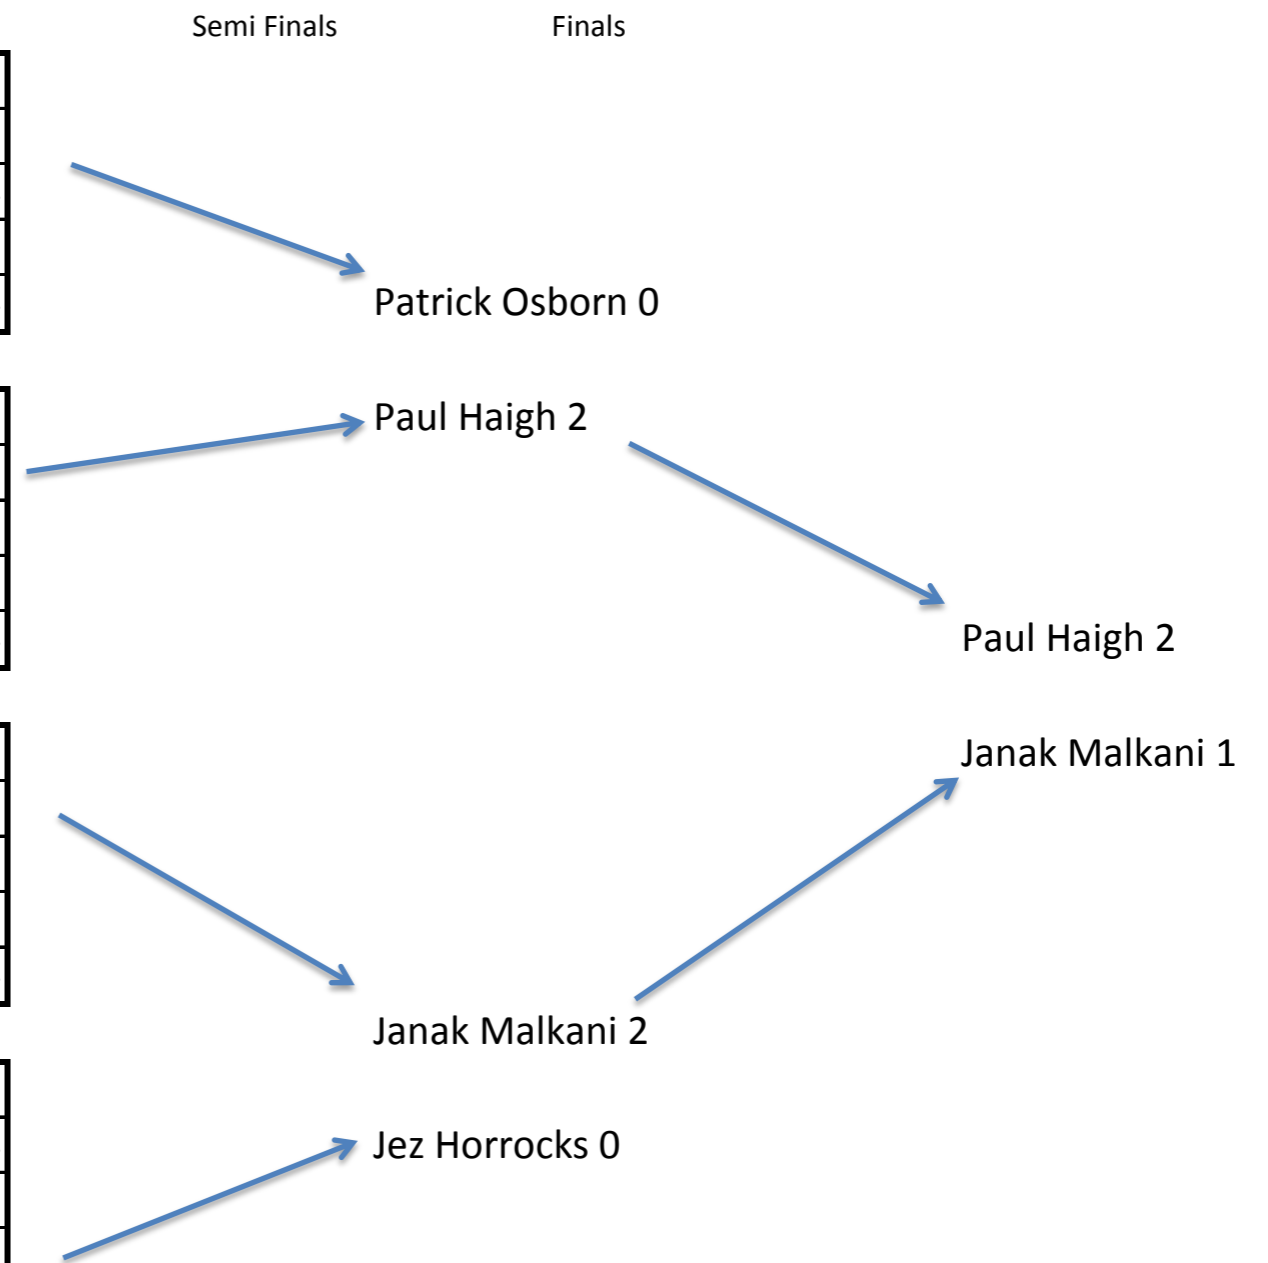 Semi Finals Finals
Patrick Osborn 0
Paul Haigh 2
Paul Haigh 2
Janak Malkani 1
Janak Malkani 2
Jez Horrocks 0